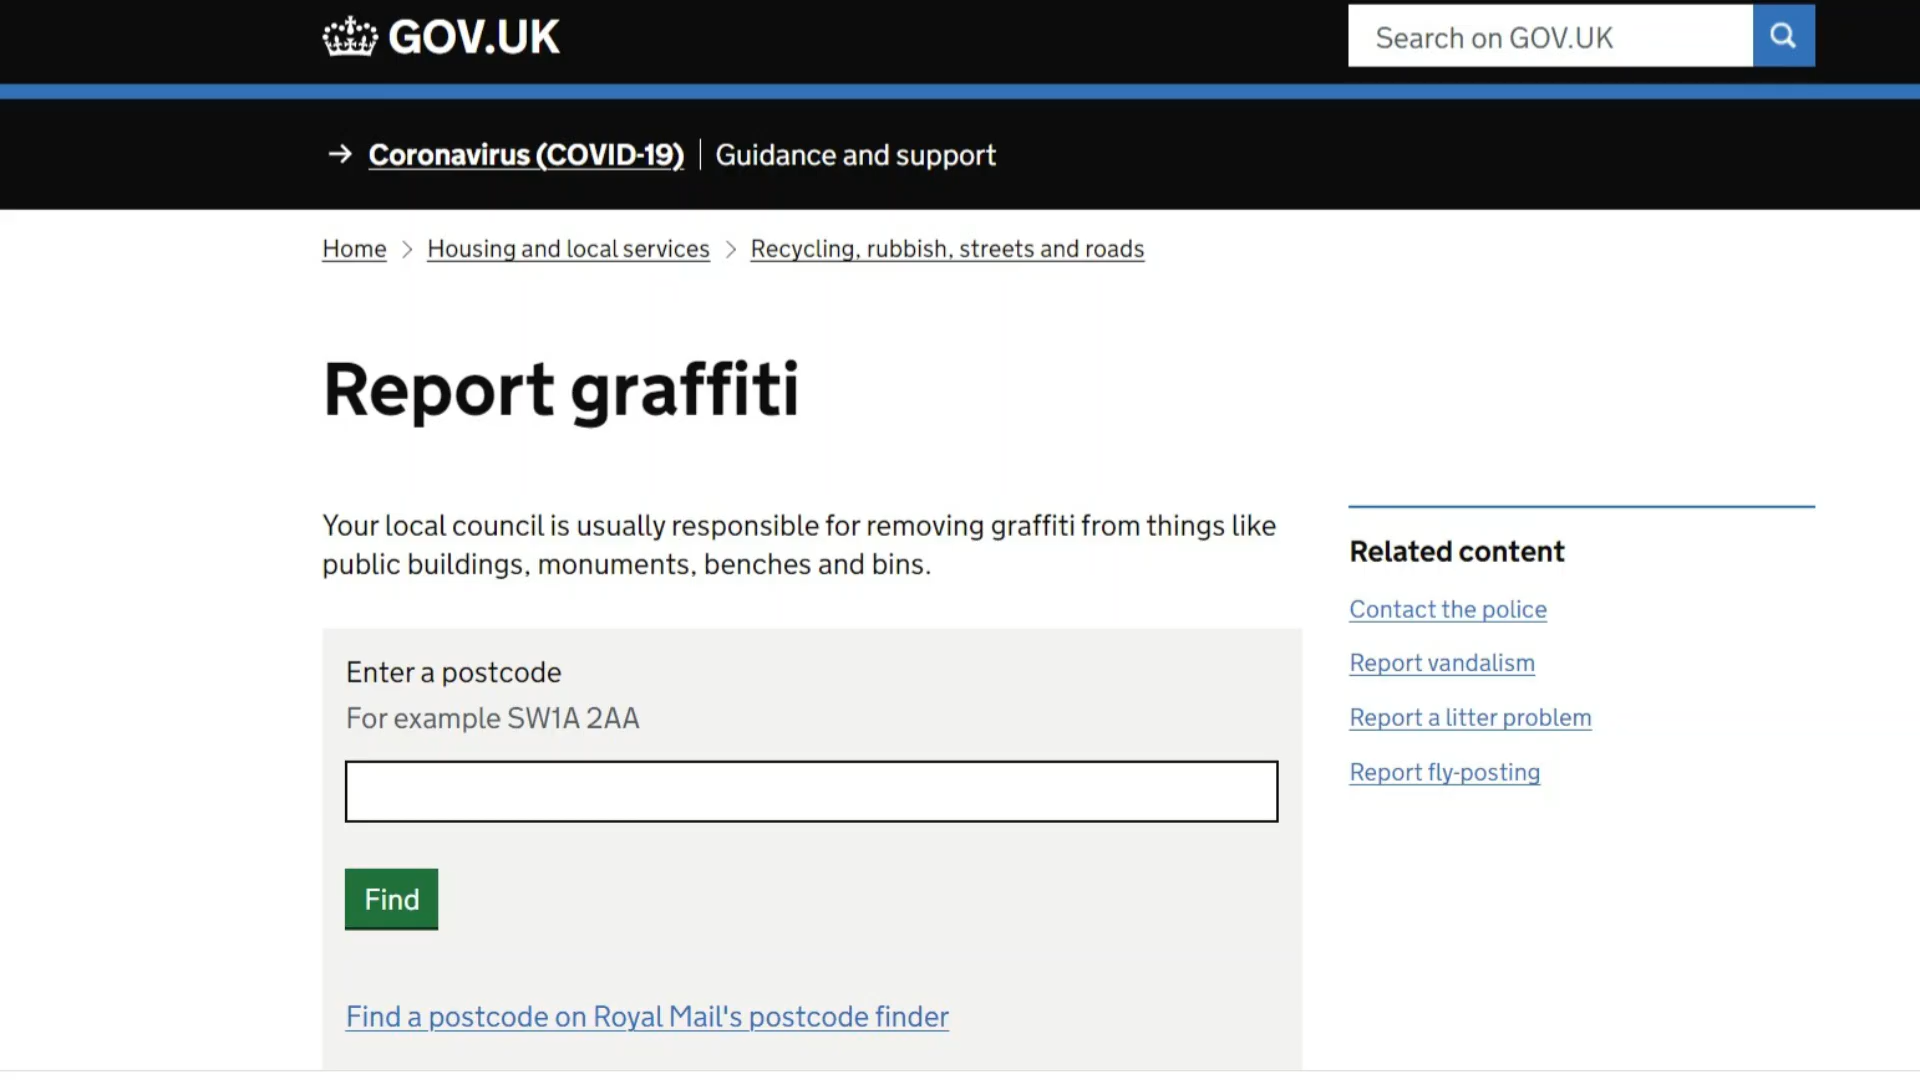 GOV.UK
Search on GOV.UK
→ Coronavirus (COVID-19) | Guidance and support
Home > Housing and local services > Recycling, rubbish, streets and roads
Report graffiti
Your local council is usually responsible for removing graffiti from things like
public buildings, monuments, benches and bins.
Enter a postcode
For example SW1A 2AA
Find
Find a postcode on Royal Mail's postcode finder
Related content
Contact the police
Report vandalism
Report a litter problem
Report fly-posting